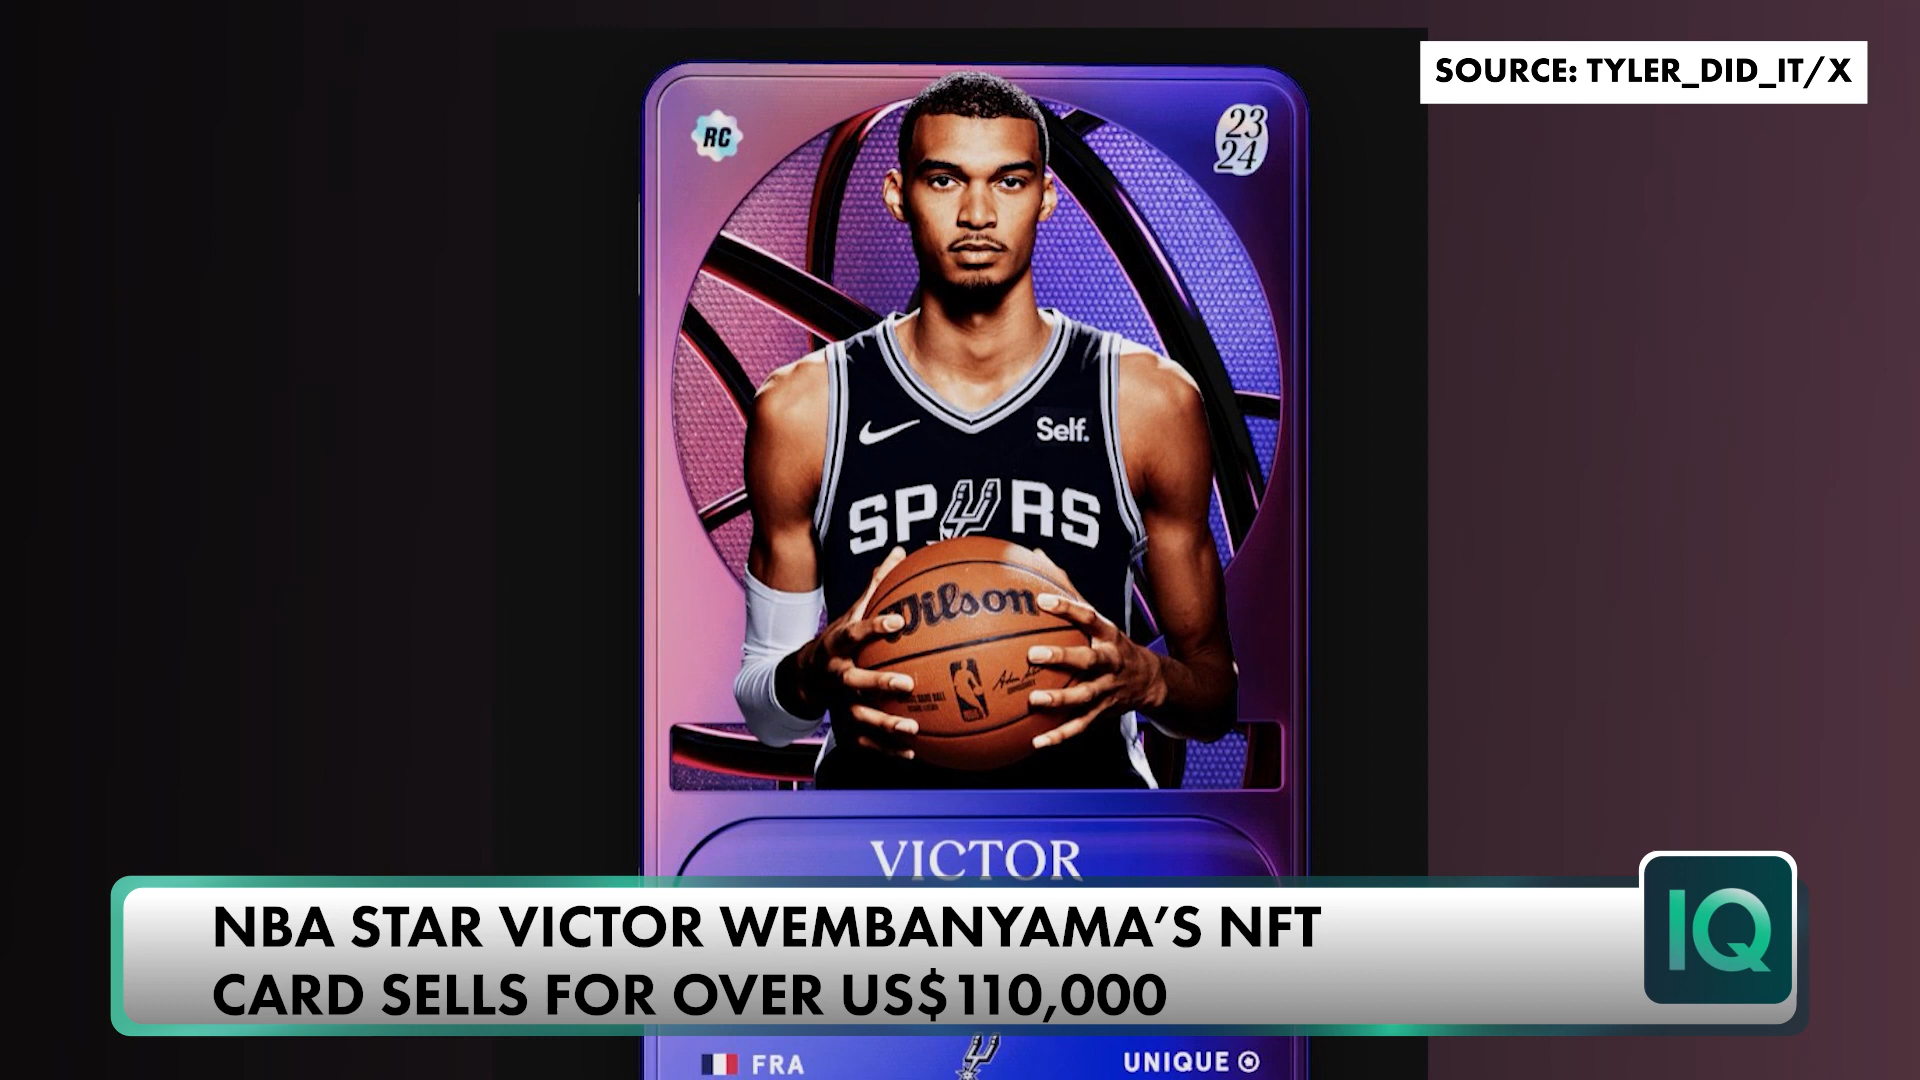 SOURCE: TYLER_DID_IT/X
RC
23
24
Self.
SPURS
Wilson
VICTOR
NBA STAR VICTOR WEMBANYAMA’S NFT
CARD SELLS FOR OVER US$110,000
IQ
FRA
UNIQUE